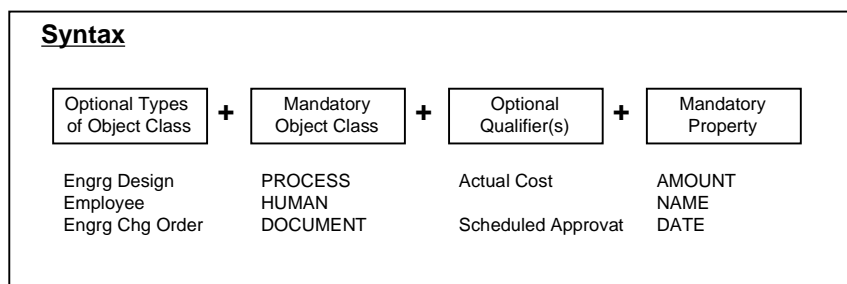 Syntax
Optional Types of Object Class + Mandatory Object Class + Optional Qualifier(s) + Mandatory Property
Engrg Design PROCESS Actual Cost AMOUNT
Employee HUMAN NAME
Engrg Chg Order DOCUMENT Scheduled Approvat DATE